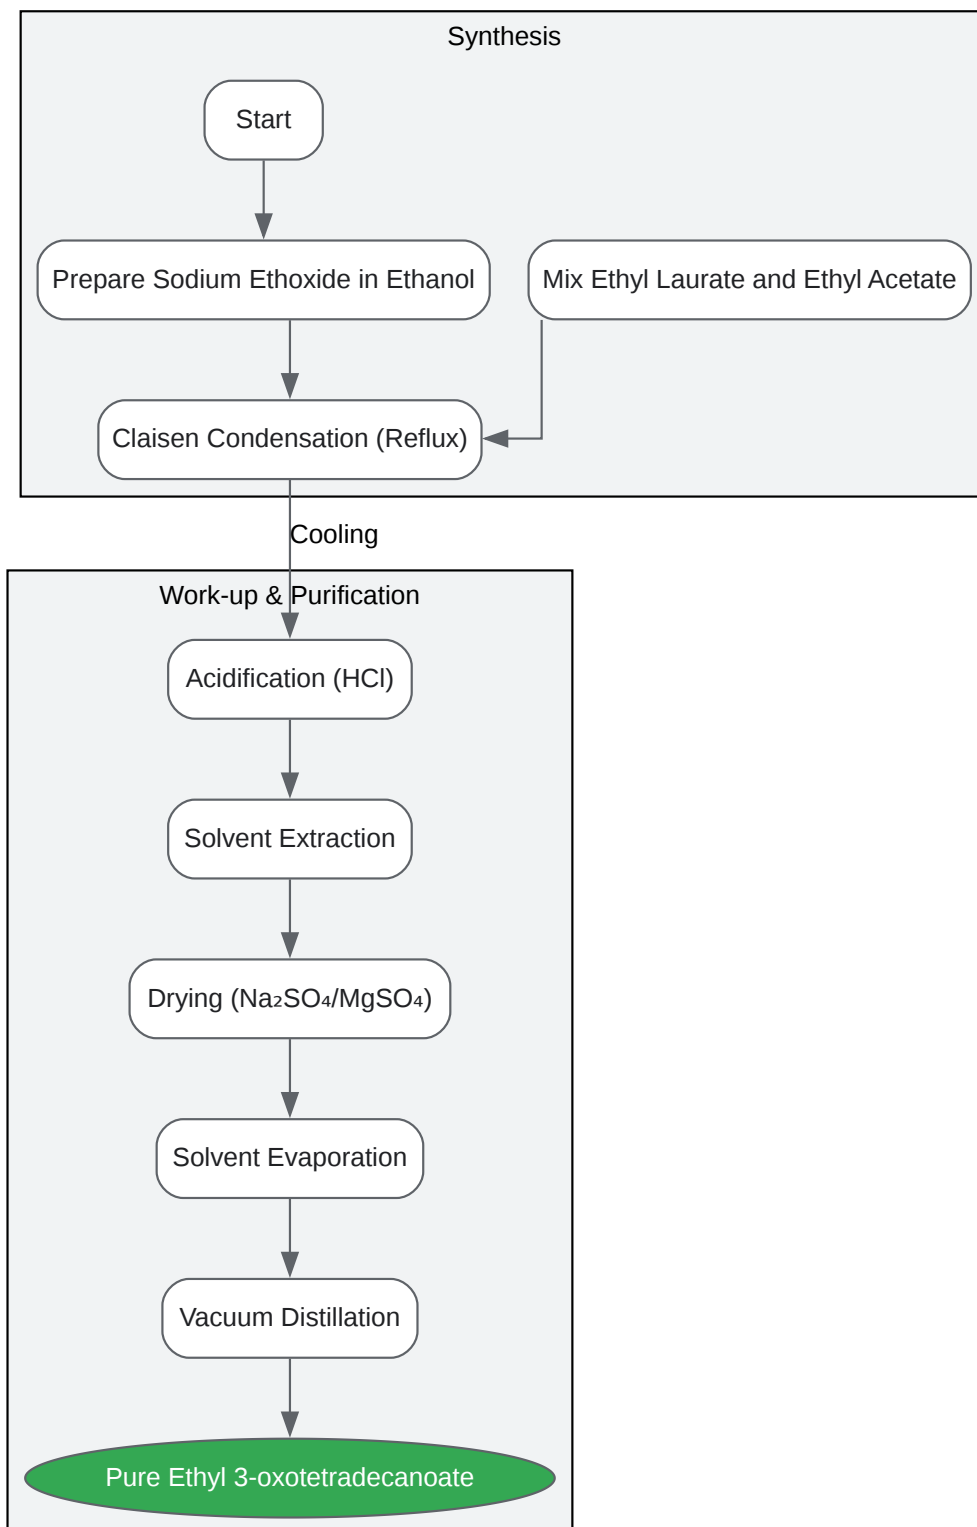 Synthesis
Start
Prepare Sodium Ethoxide in Ethanol
Mix Ethyl Laurate and Ethyl Acetate
Claisen Condensation (Reflux)
Cooling
Work-up & Purification
Acidification (HCl)
Solvent Extraction
Drying (Na₂SO₄/MgSO₄)
Solvent Evaporation
Vacuum Distillation
Pure Ethyl 3-oxotetradecanoate